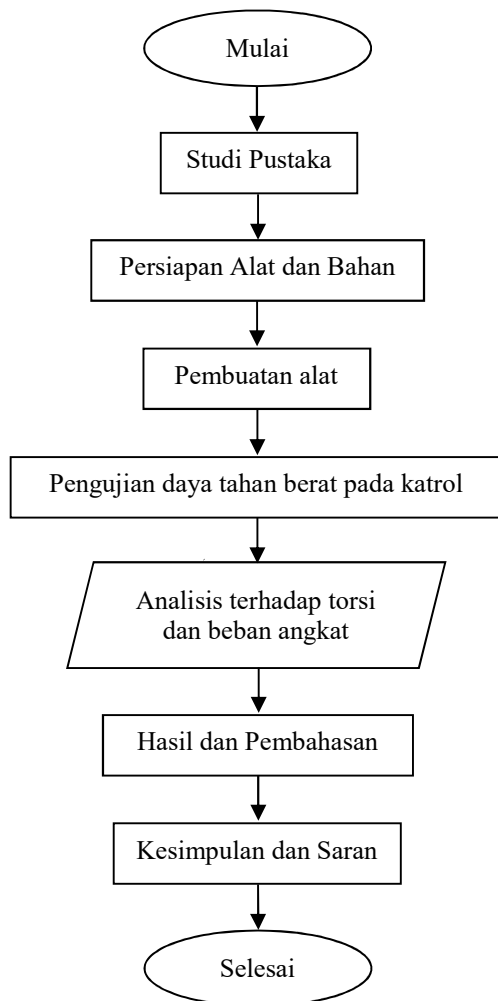 Mulai
Studi Pustaka
Persiapan Alat dan Bahan
Pembuatan alat
Pengujian daya tahan berat pada katrol
Analisis terhadap torsi
dan beban angkat
Hasil dan Pembahasan
Kesimpulan dan Saran
Selesai